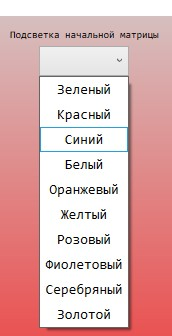 Подсветка начальной матрицы
Зеленый
Красный
Синий
Белый
Оранжевый
Желтый
Розовый
Фиолетовый
Серебряный
Золотой